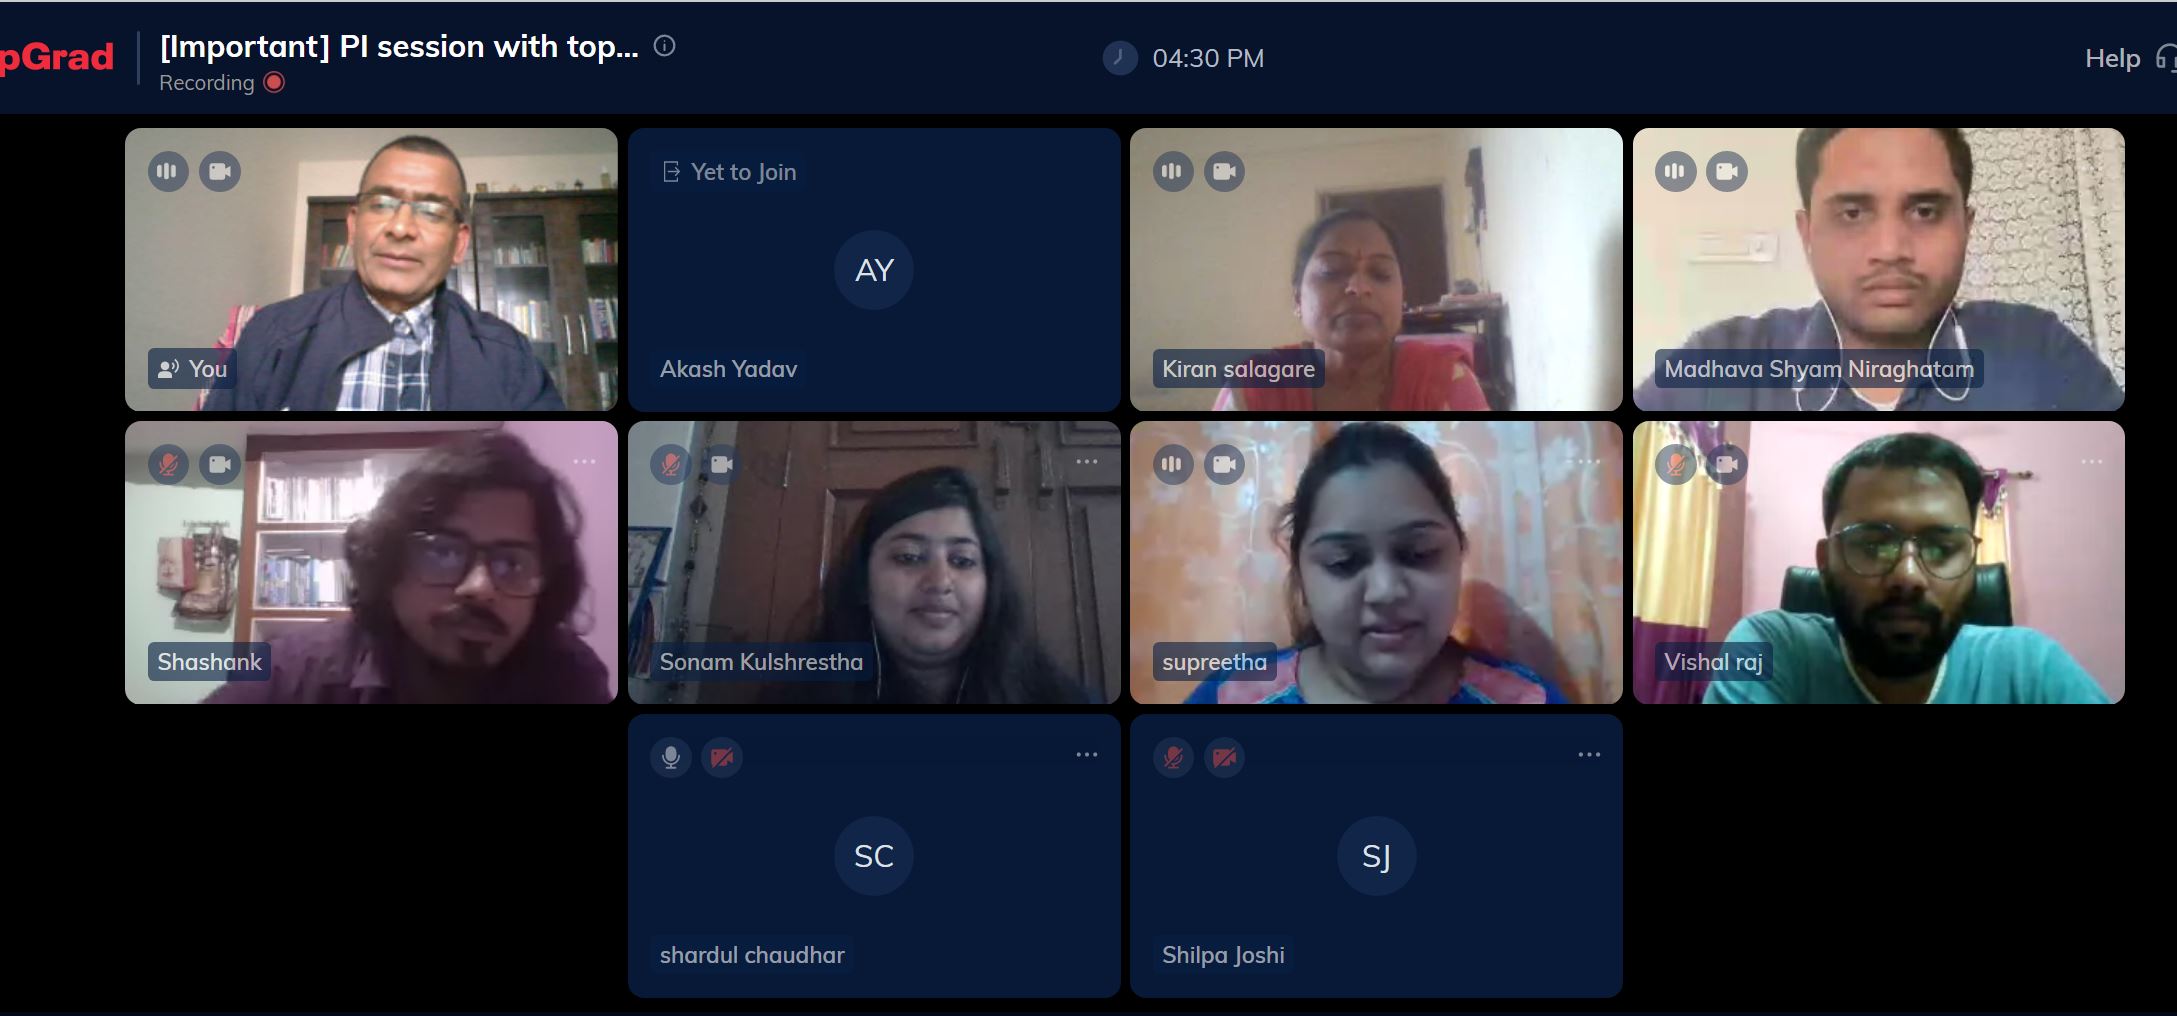 pGrad
[Important] PI session with top...
Recording
04:30 PM
Help
You
Yet to Join
AY
Akash Yadav
Kiran salagare
Madhava Shyam Niraghatam
Shashank
Sonam Kulshrestha
supreetha
Vishal raj
SC
shardul chaudhar
SJ
Shilpa Joshi